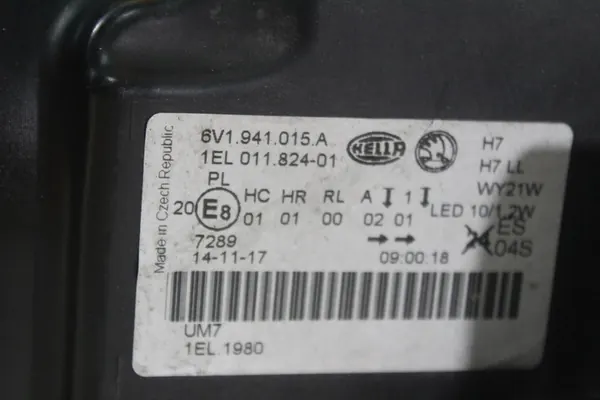 Made in Czech Republic
6V1.941.015.A
1EL 011.824-01
HELLA
H7
H7 LL
WY21W
LED 10/1,2W
PL
HC HR RL A 1
20 E8 01 01 00 02 01
7289
14-11-17
09:00:18
ES
04S
UM7
1EL.1980